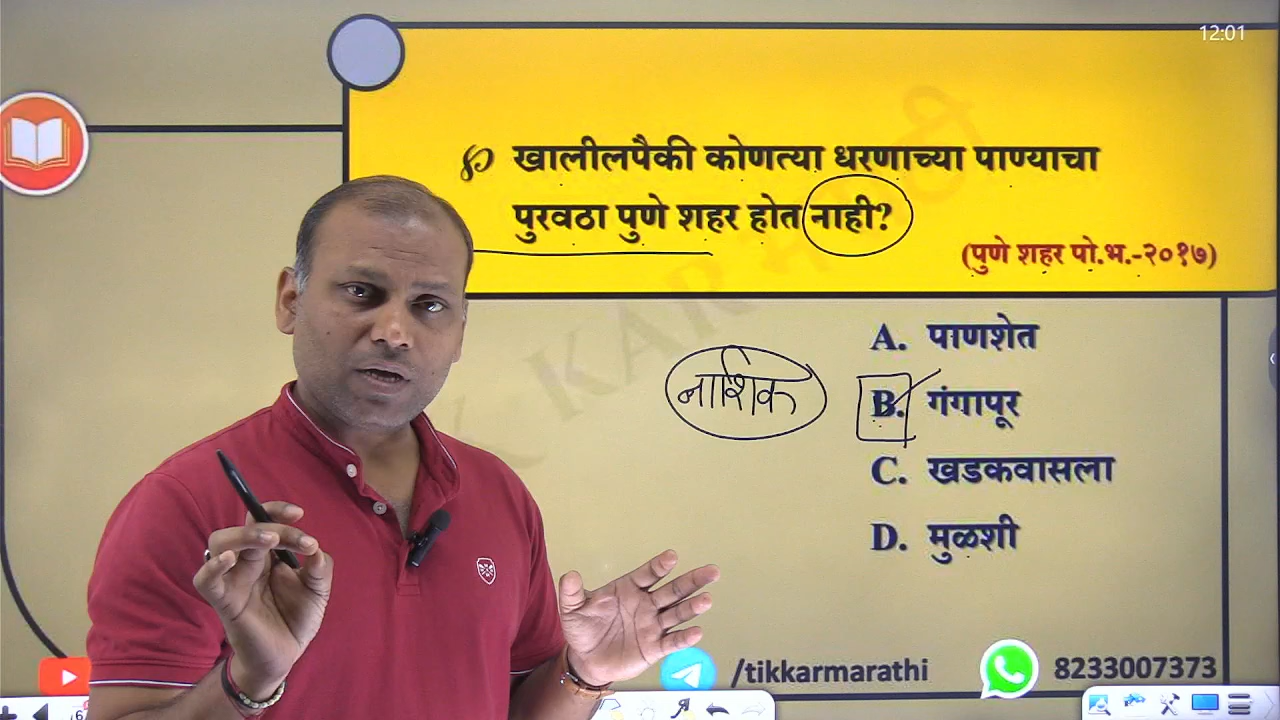 12:01
खालीलपैकी कोणत्या धरणाच्या पाण्याचा
पुरवठा पुणे शहर होत नाही?
(पुणे शहर पो.भ.-२०१७)
A. पाणशेत
नाशिक
B. गंगापूर
C. खडकवासला
D. मुळशी
/tikkarmarathi
8233007373